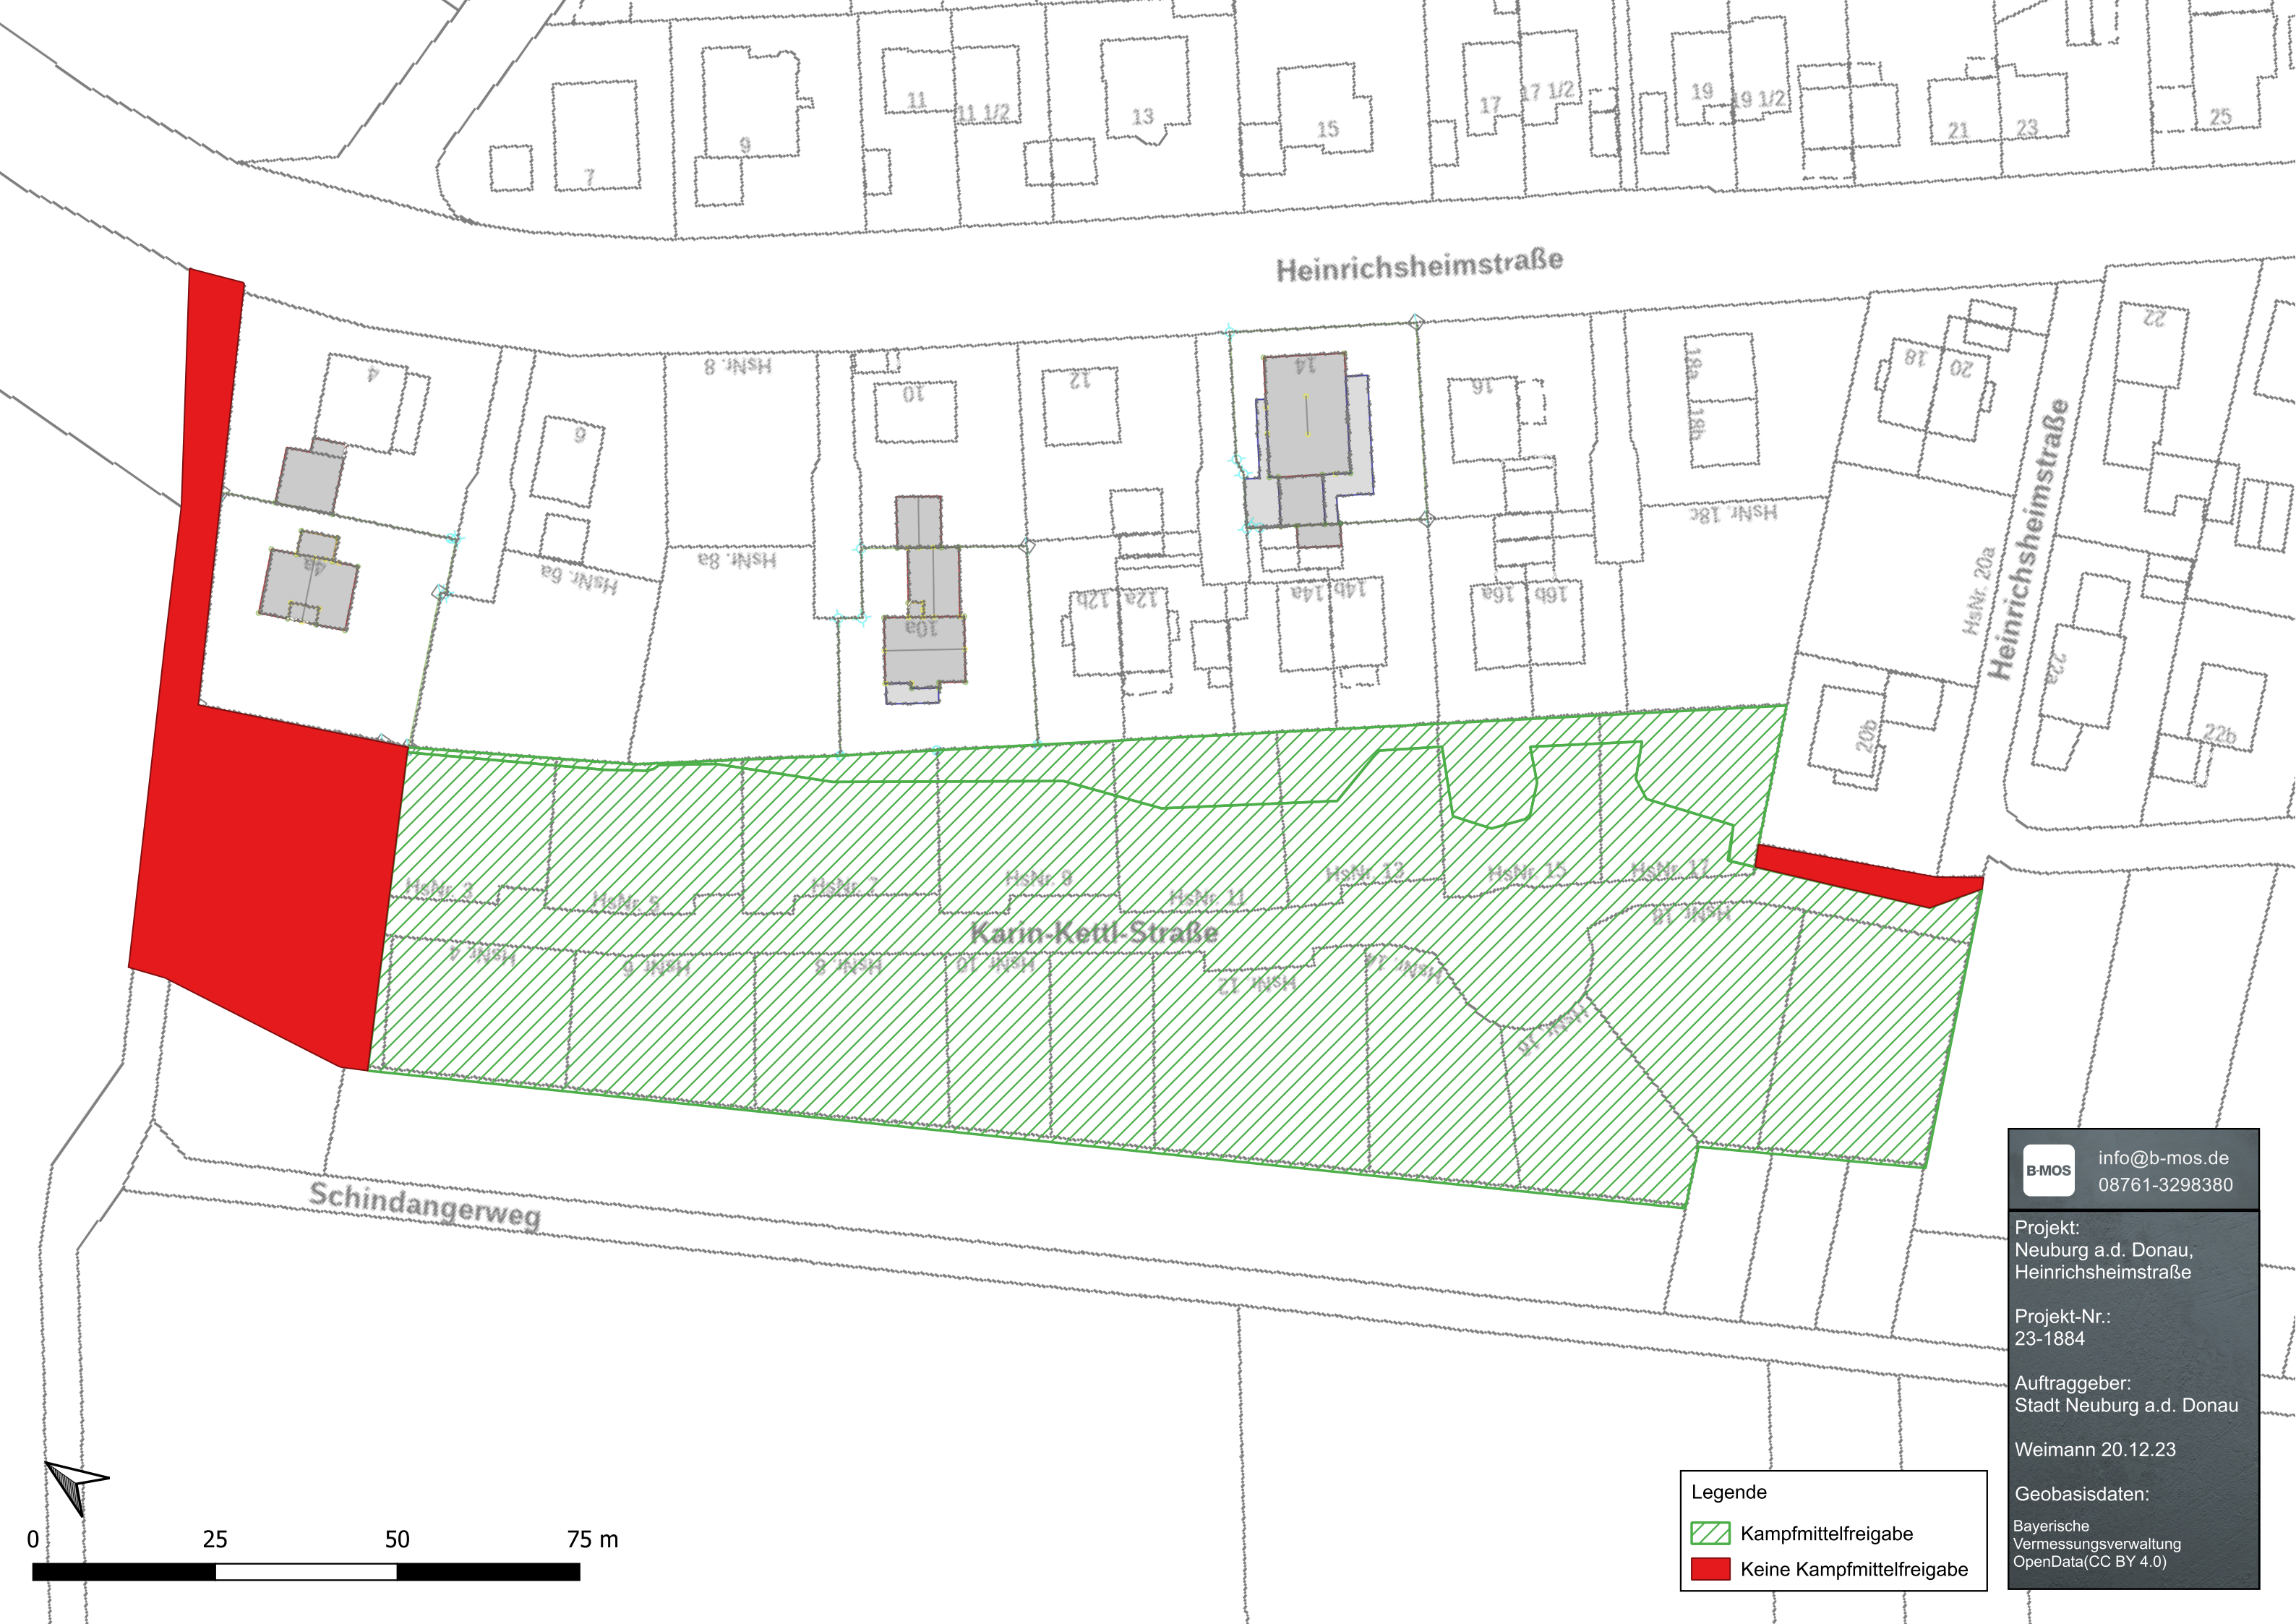 7
9
11
11 1/2
13
15
17
17 1/2
19
19 1/2
21
23
25
Heinrichsheimstraße
4
6
HsNr. 8
10
12
14
16
18a
18b
18
20
22
4a
HsNr. 6a
HsNr. 8a
10a
12b
12a
14a
14b
16a
16b
HsNr. 18c
HsNr. 20a
Heinrichsheimstraße
20b
22a
22b
HsNr. 3
HsNr. 5
HsNr. 7
HsNr. 9
HsNr. 11
HsNr. 13
HsNr. 15
HsNr. 17
Karin-Kettl-Straße
HsNr. 4
HsNr. 6
HsNr. 8
HsNr. 10
HsNr. 12
HsNr. 14
HsNr. 16
HsNr. 18
Schindangerweg
0 25 50 75 m
Legende
Kampfmittelfreigabe
Keine Kampfmittelfreigabe
B-MOS
info@b-mos.de
08761-3298380
Projekt:
Neuburg a.d. Donau,
Heinrichsheimstraße
Projekt-Nr.:
23-1884
Auftraggeber:
Stadt Neuburg a.d. Donau
Weimann 20.12.23
Geobasisdaten:
Bayerische
Vermessungsverwaltung
OpenData(CC BY 4.0)